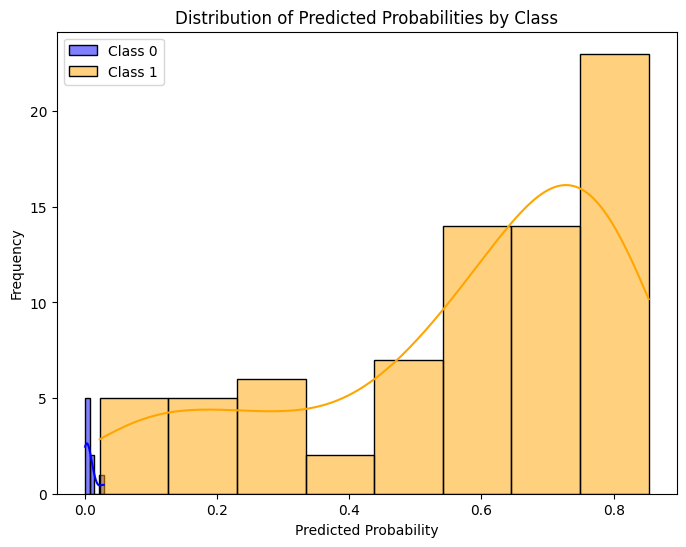 Distribution of Predicted Probabilities by Class
Class 0
Class 1
Frequency
20
15
10
5
0
0.0 0.2 0.4 0.6 0.8
Predicted Probability